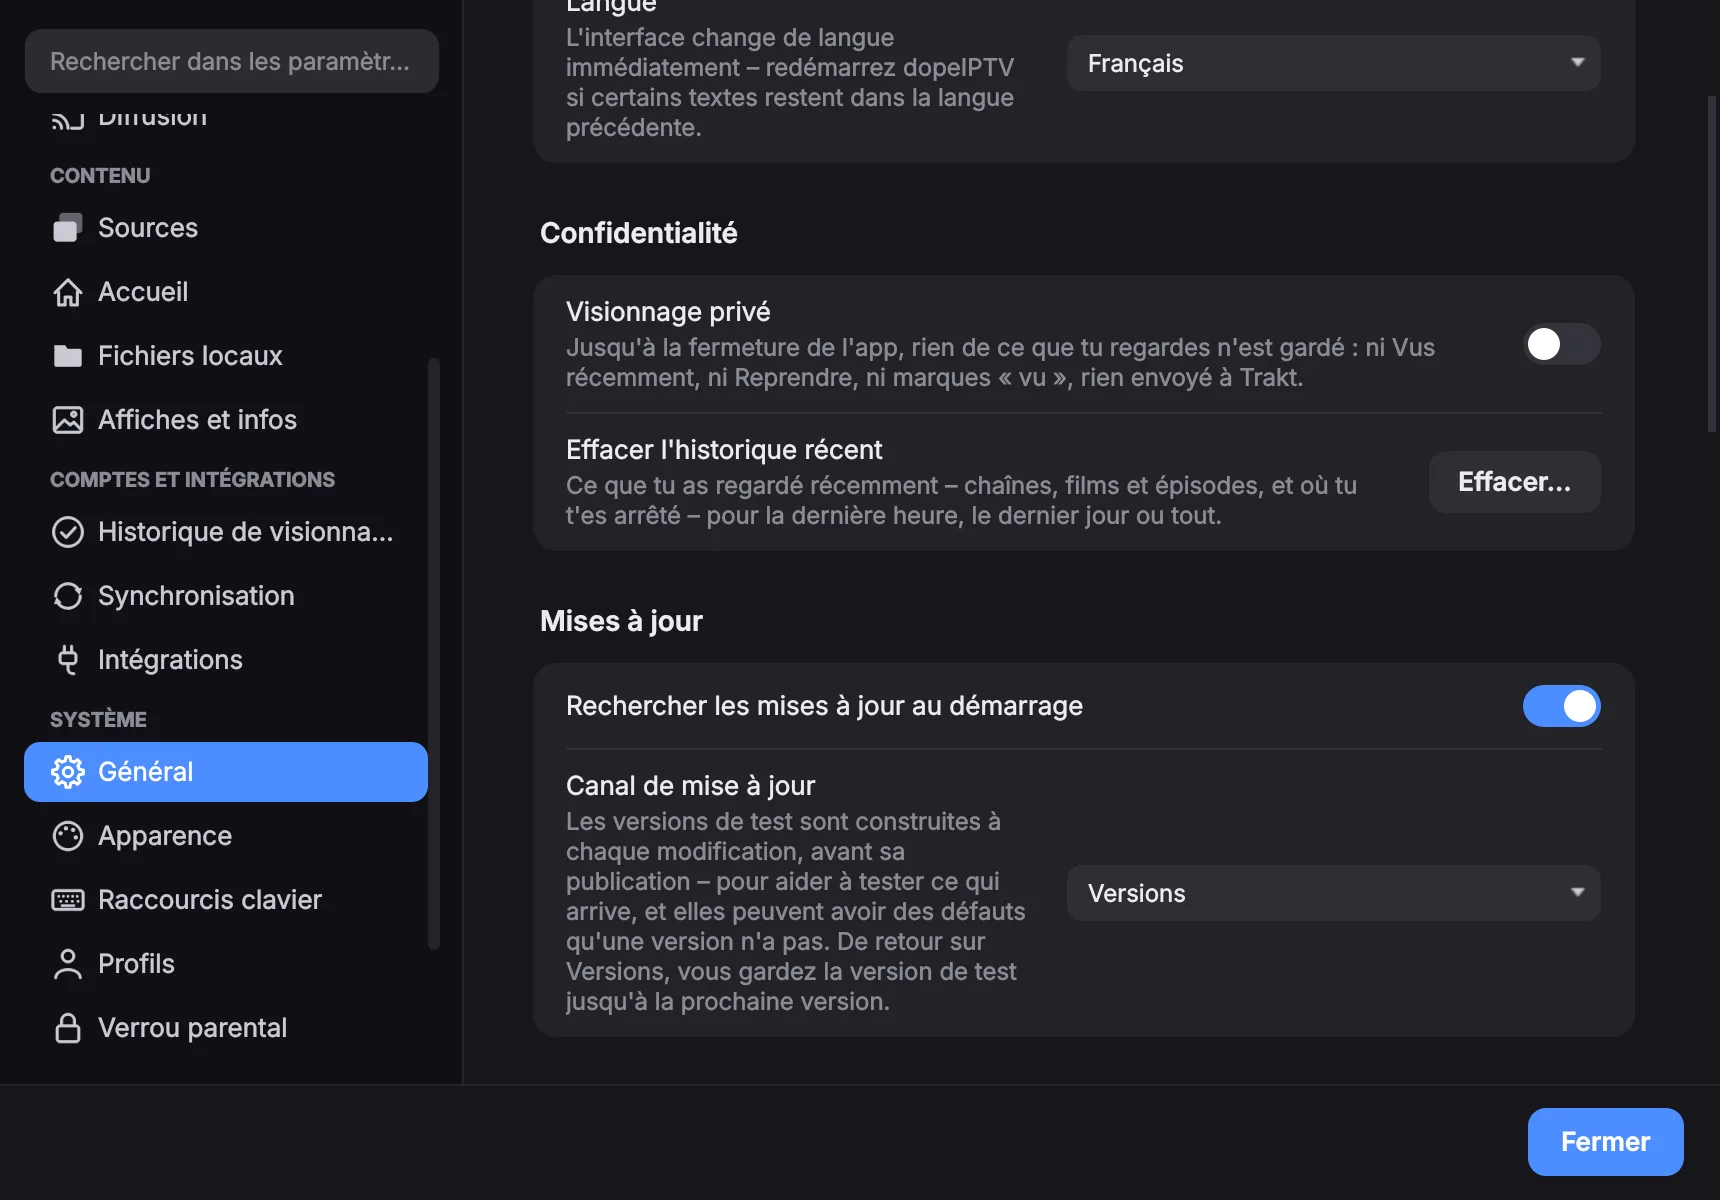 Rechercher dans les paramètr...
Diffusion
CONTENU
Sources
Accueil
Fichiers locaux
Affiches et infos
COMPTES ET INTÉGRATIONS
Historique de visionna...
Synchronisation
Intégrations
SYSTÈME
Général
Apparence
Raccourcis clavier
Profils
Verrou parental
Langue
L'interface change de langue
immédiatement – redémarrez dopeIPTV
si certains textes restent dans la langue
précédente.
Français
Confidentialité
Visionnage privé
Jusqu'à la fermeture de l'app, rien de ce que tu regardes n'est gardé : ni Vus
récemment, ni Reprendre, ni marques « vu », rien envoyé à Trakt.
Effacer l'historique récent
Ce que tu as regardé récemment – chaînes, films et épisodes, et où tu
t'es arrêté – pour la dernière heure, le dernier jour ou tout.
Effacer...
Mises à jour
Rechercher les mises à jour au démarrage
Canal de mise à jour
Les versions de test sont construites à
chaque modification, avant sa
publication – pour aider à tester ce qui
arrive, et elles peuvent avoir des défauts
qu'une version n'a pas. De retour sur
Versions, vous gardez la version de test
jusqu'à la prochaine version.
Versions
Fermer